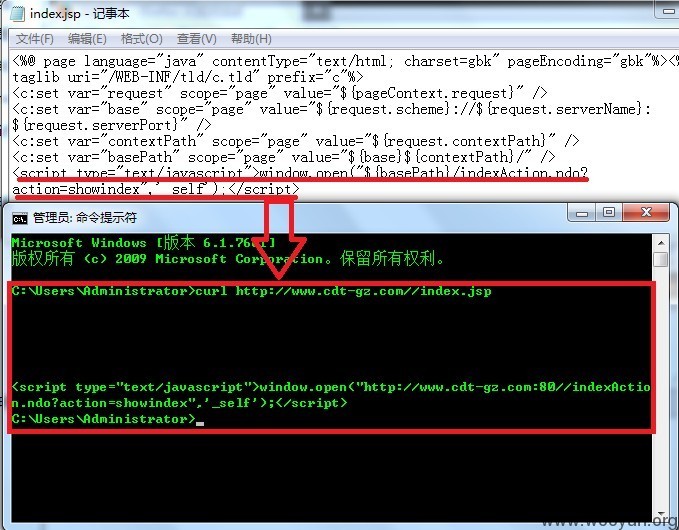 index.jsp - 记事本
文件(F) 编辑(E) 格式(O) 查看(V) 帮助(H)
<%@ page language="java" contentType="text/html; charset=gbk" pageEncoding="gbk"%><%
taglib uri="/WEB-INF/tld/c.tld" prefix="c"%>
<c:set var="request" scope="page" value="${pageContext.request}" />
<c:set var="base" scope="page" value="${request.scheme}://${request.serverName}:
${request.serverPort}" />
<c:set var="contextPath" scope="page" value="${request.contextPath}" />
<c:set var="basePath" scope="page" value="${base}${contextPath}/" />
<script type="text/javascript">window.open("${basePath}/indexAction.ndo?
action=showindex",'_self');</script>
管理员: 命令提示符
Microsoft Windows [版本 6.1.7601]
版权所有 (c) 2009 Microsoft Corporation。保留所有权利。
C:\Users\Administrator>curl http://www.cdt-gz.com//index.jsp
<script type="text/javascript">window.open("http://www.cdt-gz.com:80//indexActio
n.ndo?action=showindex",'_self');</script>
C:\Users\Administrator>_
www.wooyun.org